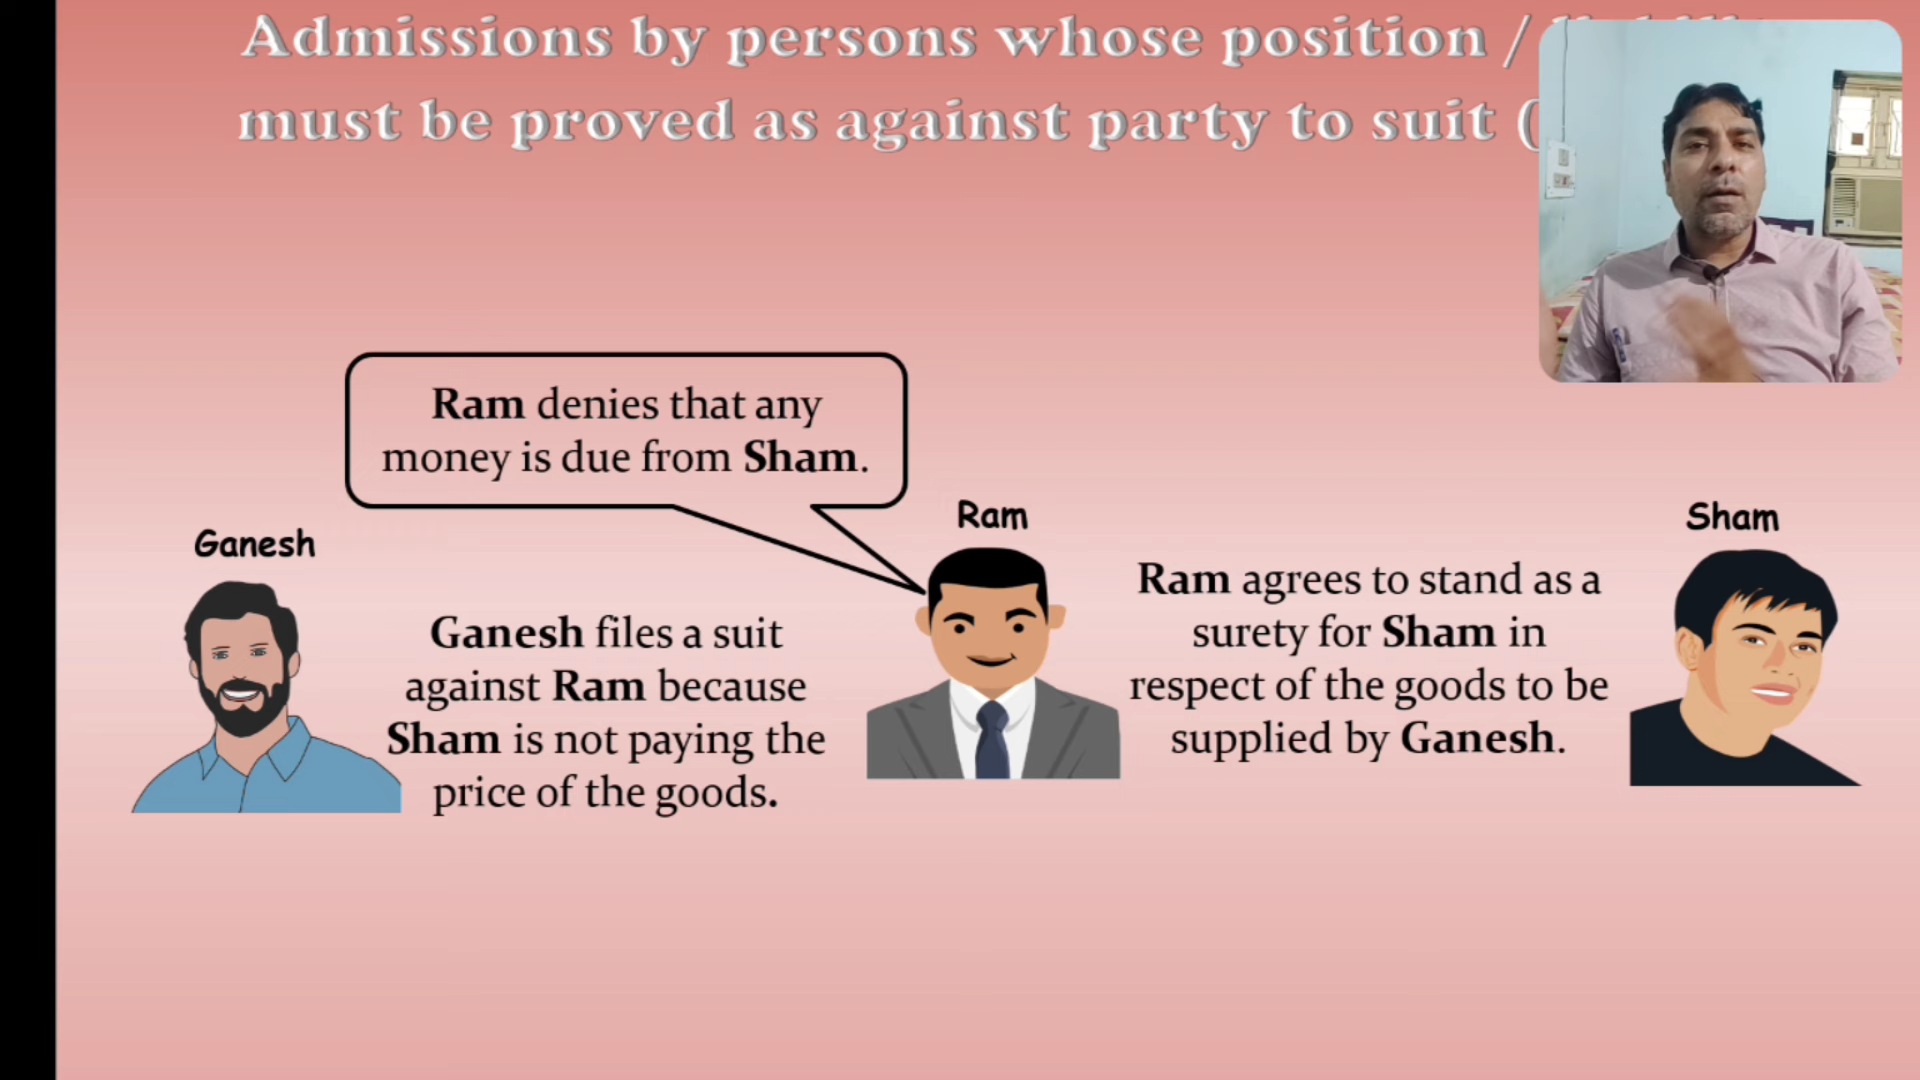 Admissions by persons whose position /
must be proved as against party to suit (
Ram denies that any
money is due from Sham.
Ganesh
Ram
Sham
Ganesh files a suit
against Ram because
Sham is not paying the
price of the goods.
Ram agrees to stand as a
surety for Sham in
respect of the goods to be
supplied by Ganesh.